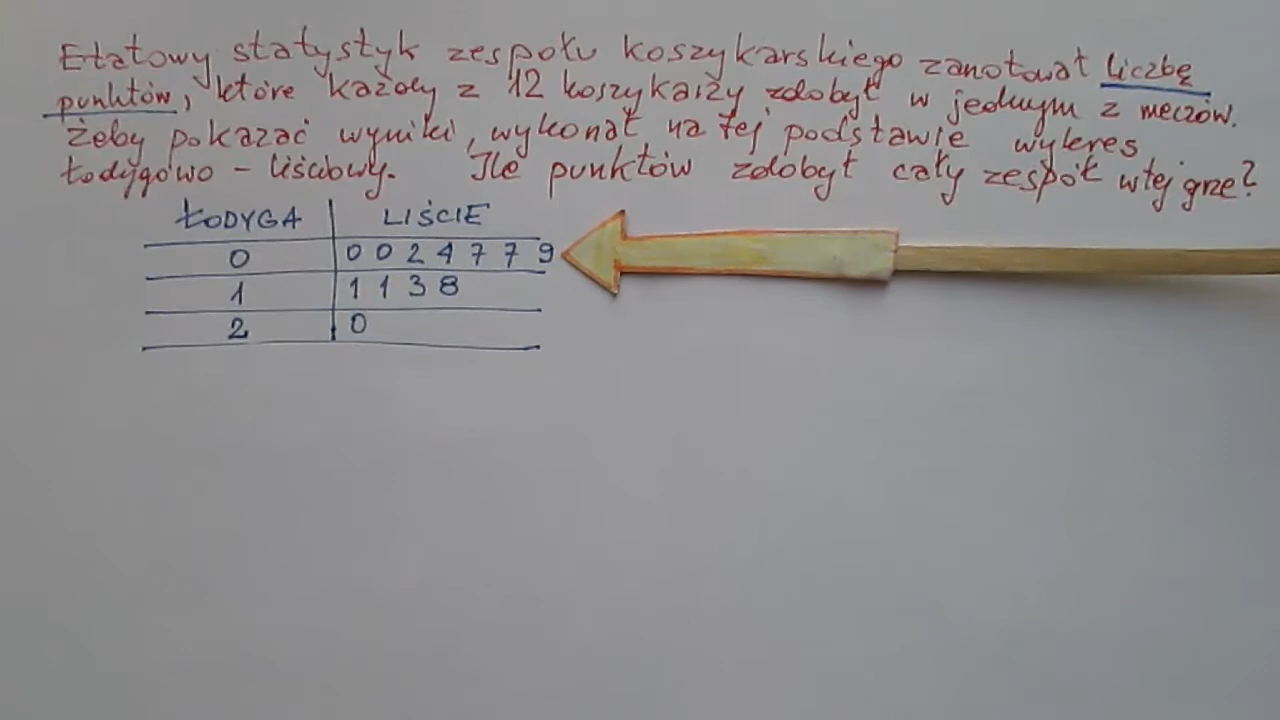 Etatowy statystyk zespołu koszykarskiego zanotował liczbę
punktów, które każdy z 12 koszykarzy zdobył w jednym z meczów.
Żeby pokazać wyniki, wykonał na tej podstawie wykres
łodygowo - liściowy. Ile punktów zdobył cały zespół w tej grze?
ŁODYGA LIŚCIE
0 0 0 2 4 7 7 9
1 1 1 3 8
2 0